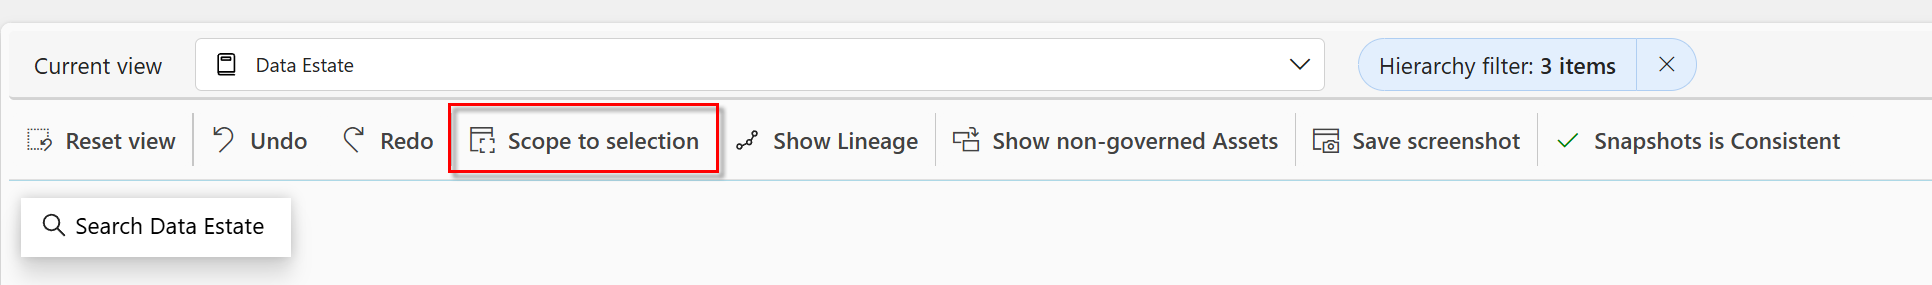 Current view Data Estate Hierarchy filter: 3 items
Reset view Undo Redo Scope to selection Show Lineage Show non-governed Assets Save screenshot Snapshots is Consistent
Search Data Estate